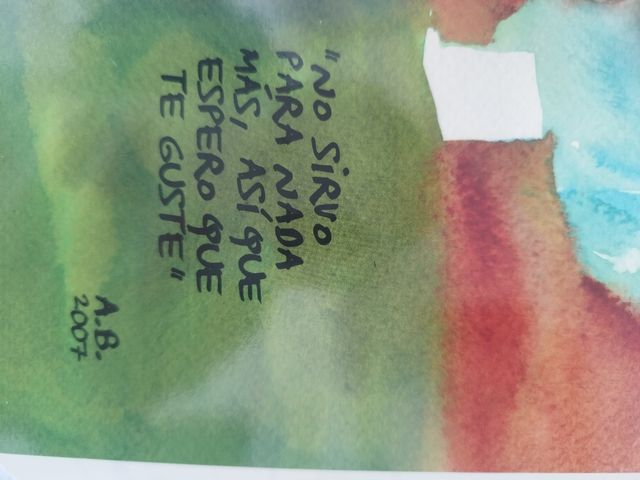 "NO SIRVO
PARA NADA
MÁS, ASÍ QUE
ESPERO QUE
TE GUSTE"
A.B.
2007